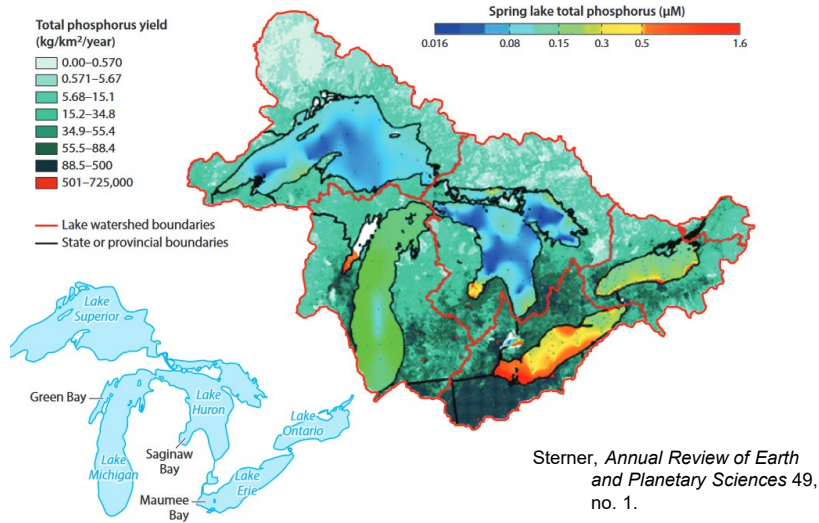 Total phosphorus yield
(kg/km²/year)
0.00–0.570
0.571–5.67
5.68–15.1
15.2–34.8
34.9–55.4
55.5–88.4
88.5–500
501–725,000
Lake watershed boundaries
State or provincial boundaries
Spring lake total phosphorus (µM)
0.016 0.08 0.15 0.3 0.5 1.6
Lake
Superior
Green Bay
Lake
Huron
Lake
Ontario
Saginaw
Bay
Lake
Michigan
Lake
Erie
Maumee
Bay
Sterner, Annual Review of Earth
and Planetary Sciences 49,
no. 1.